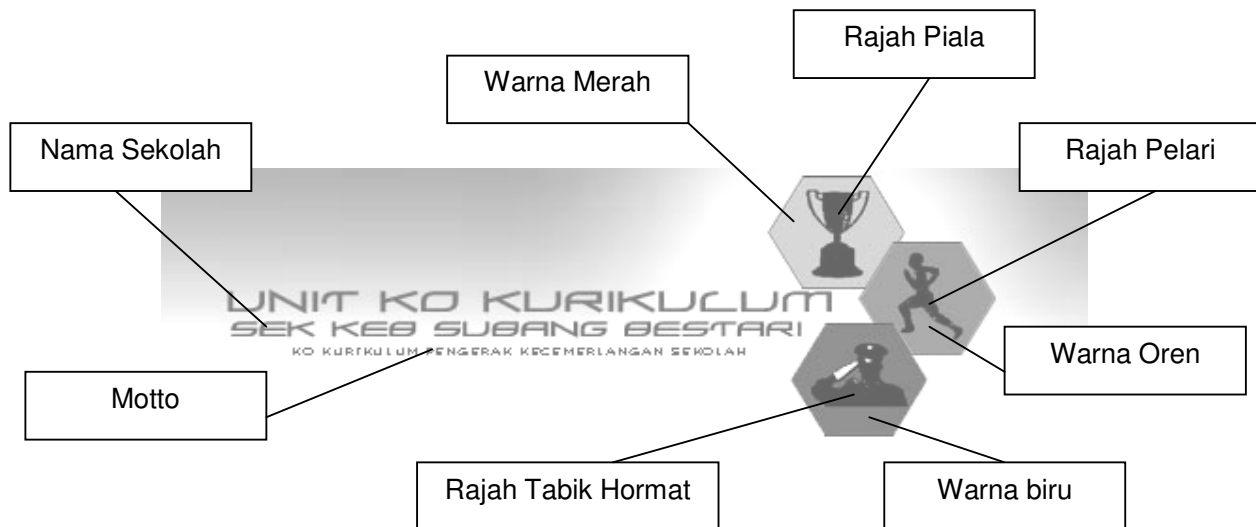 Rajah Piala
Warna Merah
Nama Sekolah
Rajah Pelari
UNIT KO KURIKULUM
SEK KEB SUBANG BESTARI
KO KURIKULUM PENGERAK KECEMERLANGAN SEKOLAH
Warna Oren
Motto
Rajah Tabik Hormat
Warna biru